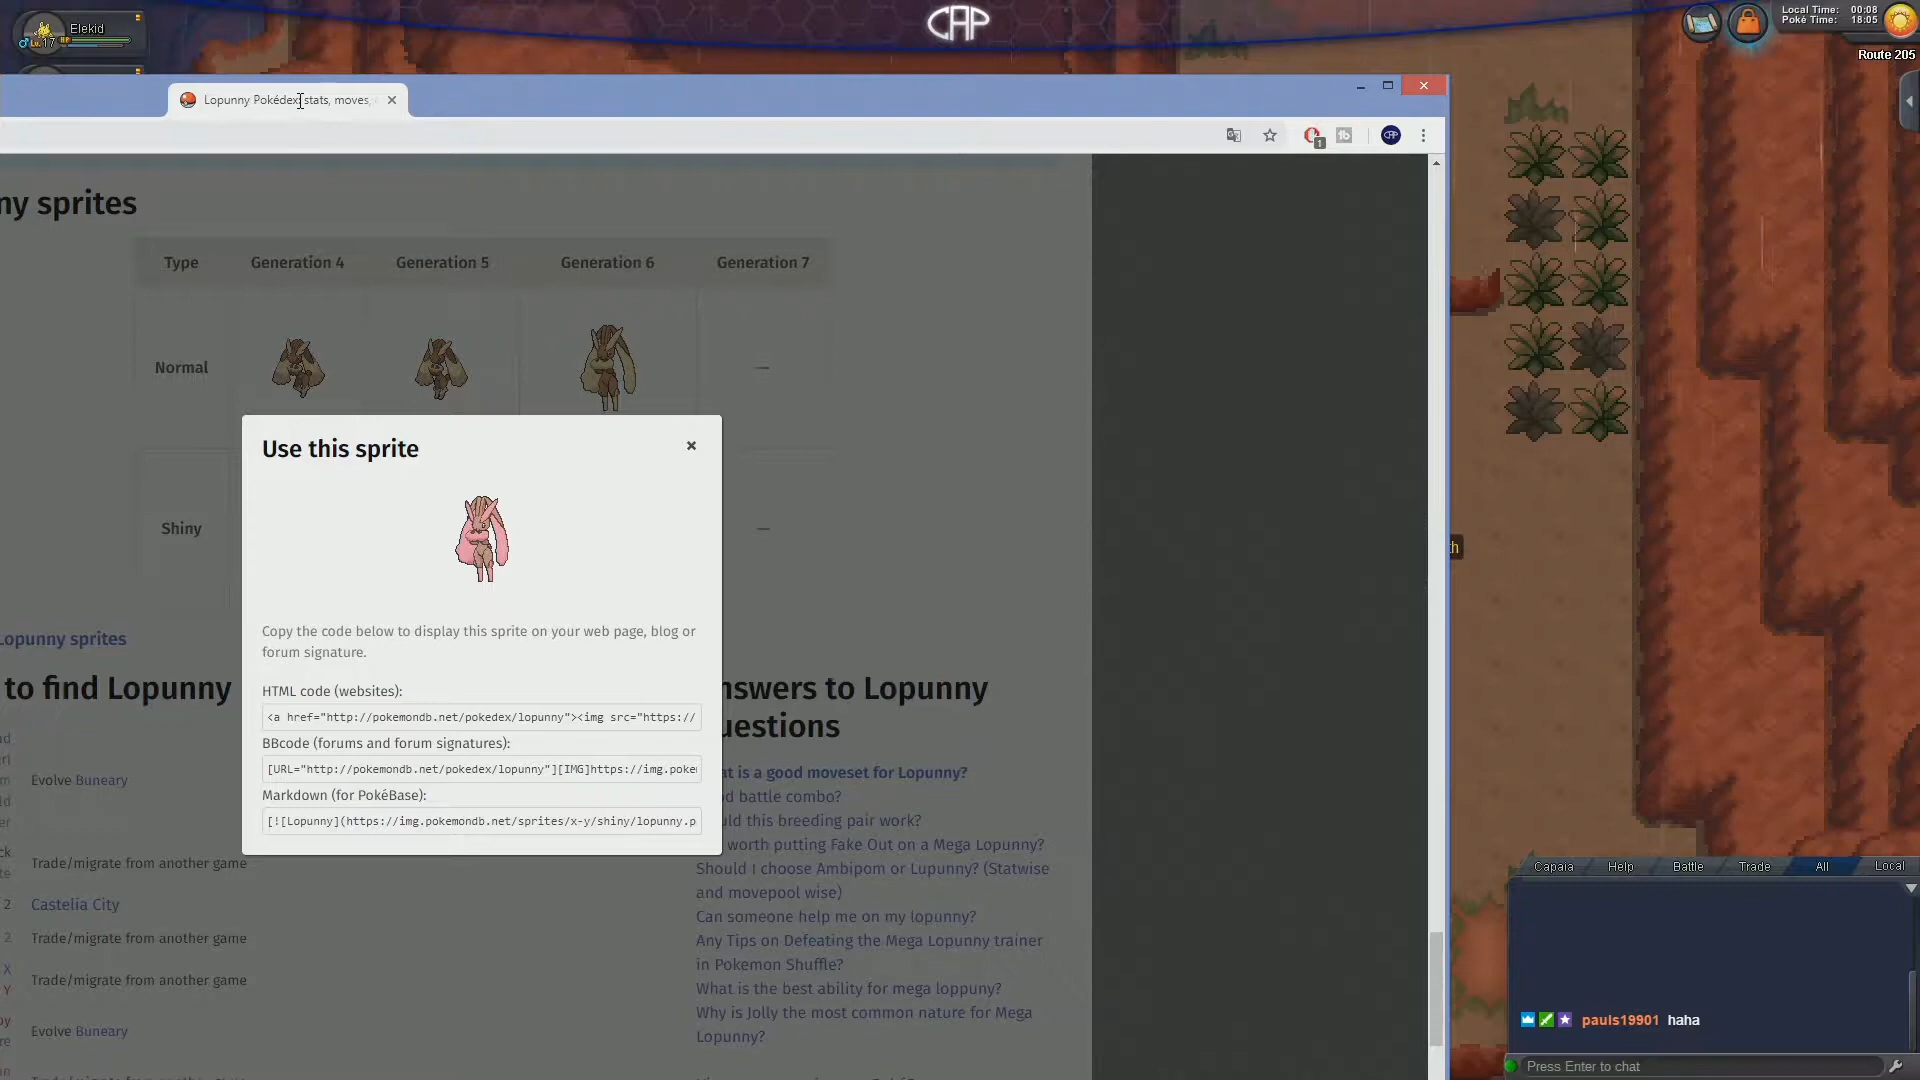 Elekid
Lv.17 HP
CAP
Local Time: 00:08
Poké Time: 18:05
Route 205
Lopunny Pokédex: stats, moves,
1
CAP
ny sprites
Type Generation 4 Generation 5 Generation 6 Generation 7
Normal —
Shiny —
Use this sprite
×
Copy the code below to display this sprite on your web page, blog or
forum signature.
HTML code (websites):
<a href="http://pokemondb.net/pokedex/lopunny"><img src="https://
BBcode (forums and forum signatures):
[URL="http://pokemondb.net/pokedex/lopunny"][IMG]https://img.poke
Markdown (for PokéBase):
[![Lopunny](https://img.pokemondb.net/sprites/x-y/shiny/lopunny.p
Lopunny sprites
to find Lopunny
Evolve Buneary
Trade/migrate from another game
2 Castelia City
2 Trade/migrate from another game
X
Y Trade/migrate from another game
Evolve Buneary
nswers to Lopunny
uestions
at is a good moveset for Lopunny?
d battle combo?
uld this breeding pair work?
worth putting Fake Out on a Mega Lopunny?
Should I choose Ambipom or Lupunny? (Statwise
and movepool wise)
Can someone help me on my lopunny?
Any Tips on Defeating the Mega Lopunny trainer
in Pokemon Shuffle?
What is the best ability for mega loppuny?
Why is Jolly the most common nature for Mega
Lopunny?
th
Capaia Help Battle Trade All Local
pauls19901 haha
Press Enter to chat